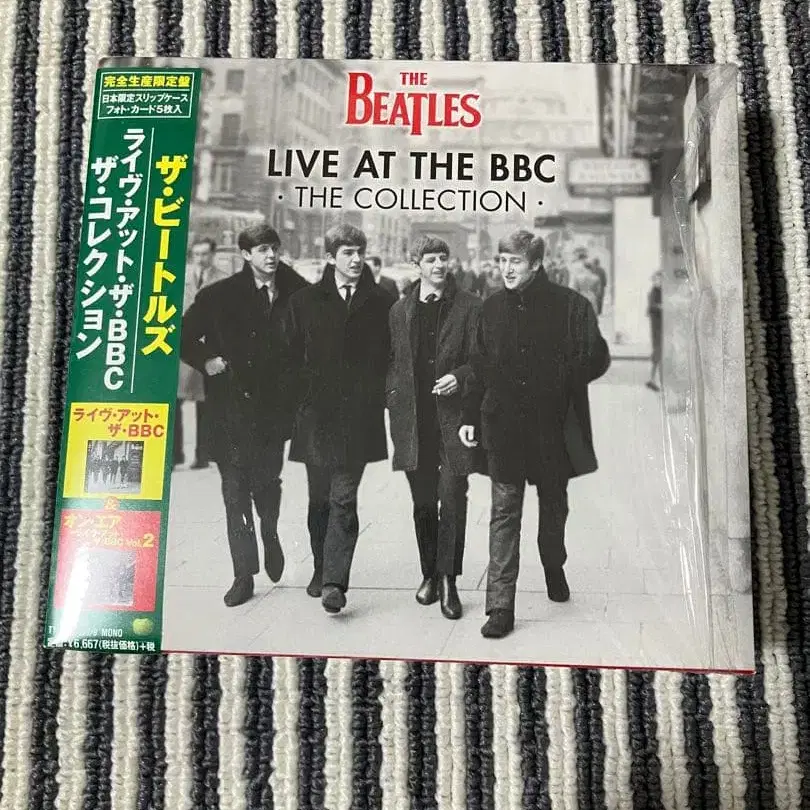 THE
BEATLES
LIVE AT THE BBC
· THE COLLECTION ·
完全生産限定盤
日本限定スリップケース
フォト・カード5枚入
ザ・ビートルズ
ライヴ・アット・ザ・BBC
ザ・コレクション
ライヴ・アット・
ザ・BBC
&
オン・エア
Vol.2
MONO
¥6,667(税抜価格)+税